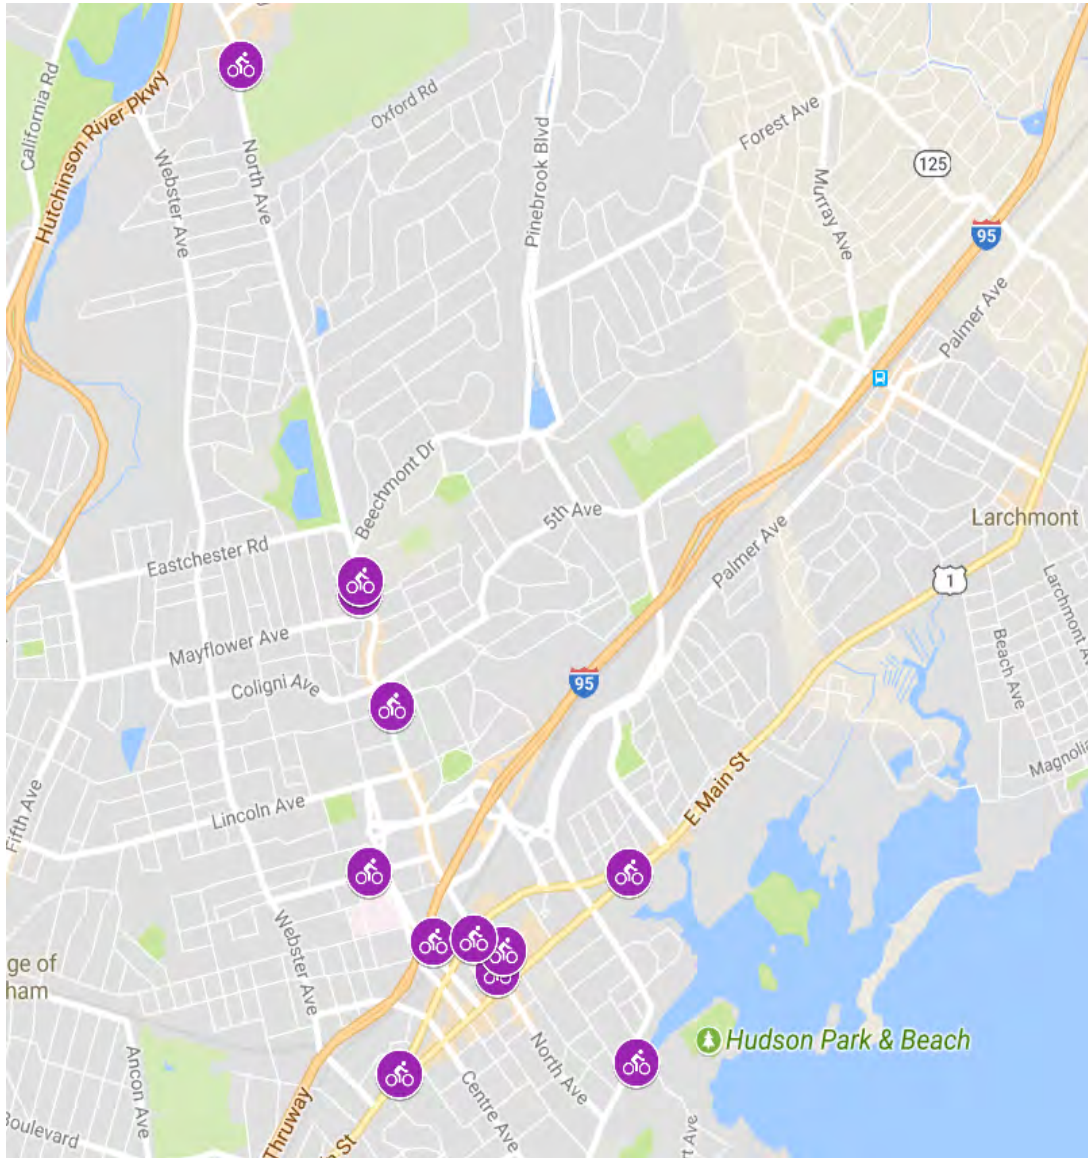 California Rd
Hutchinson River Pkwy
Webster Ave
North Ave
Oxford Rd
Pinebrook Blvd
Forest Ave
Murray Ave
125
95
Palmer Ave
Beechmont Dr
Eastchester Rd
5th Ave
Palmer Ave
Larchmont
1
Larchmont A
Beach Ave
Mayflower Ave
Coligni Ave
95
Magnolia
E Main St
Lincoln Ave
Fifth Ave
Webster Ave
ge of
ham
Hudson Park & Beach
North Ave
Centre Ave
Ancon Ave
Boulevard
Thruway
St
rt Ave